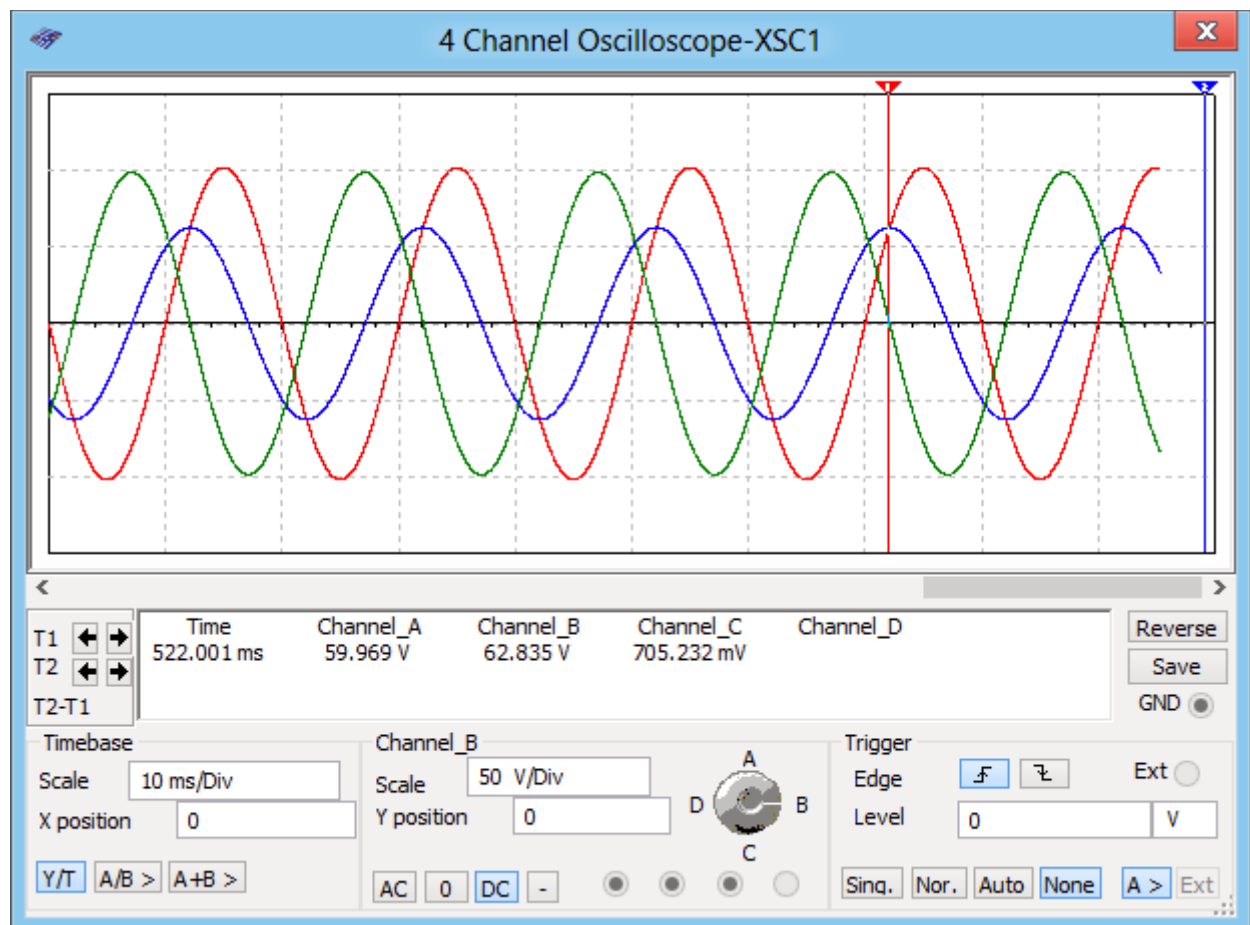 4 Channel Oscilloscope-XSC1
x
1
2
Time Channel_A Channel_B Channel_C Channel_D
T1 522.001 ms 59.969 V 62.835 V 705.232 mV
T2
T2-T1
Reverse
Save
GND
Timebase
Scale 10 ms/Div
X position 0
Y/T A/B > A+B >
Channel_B
Scale 50 V/Div
Y position 0
AC 0 DC -
A
D B
C
Trigger
Edge Ext
Level 0 V
Sing. Nor. Auto None A > Ext